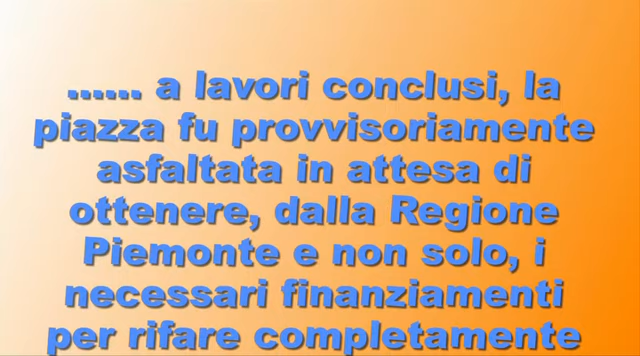 ...... a lavori conclusi, la
piazza fu provvisoriamente
asfaltata in attesa di
ottenere, dalla Regione
Piemonte e non solo, i
necessari finanziamenti
per rifare completamente